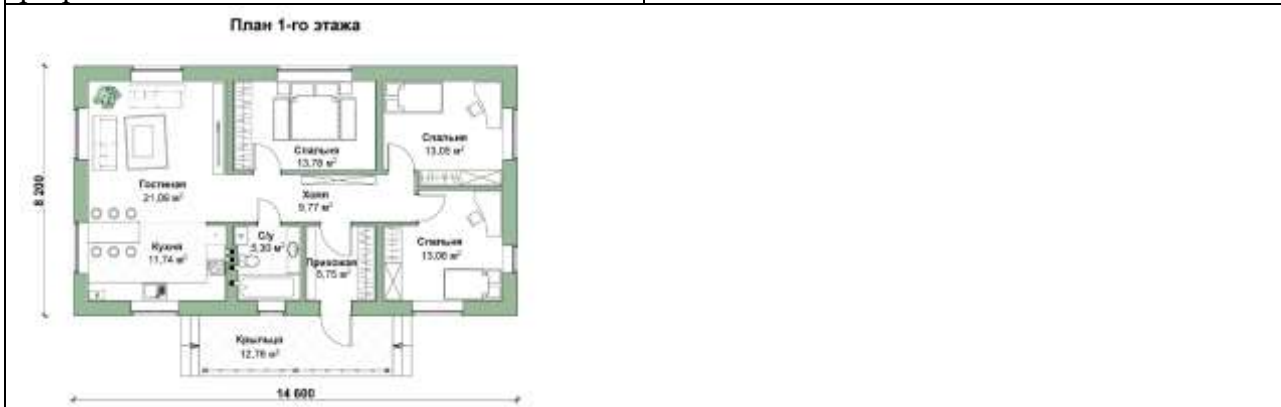 План 1-го этажа
8 200
Спальня
13,78 м²
Спальня
13,05 м²
Гостиная
21,06 м²
Холл
9,77 м²
С/у
5,30 м²
Кухня
11,74 м²
Прихожая
5,75 м²
Спальня
13,06 м²
Крыльцо
12,76 м²
14 600